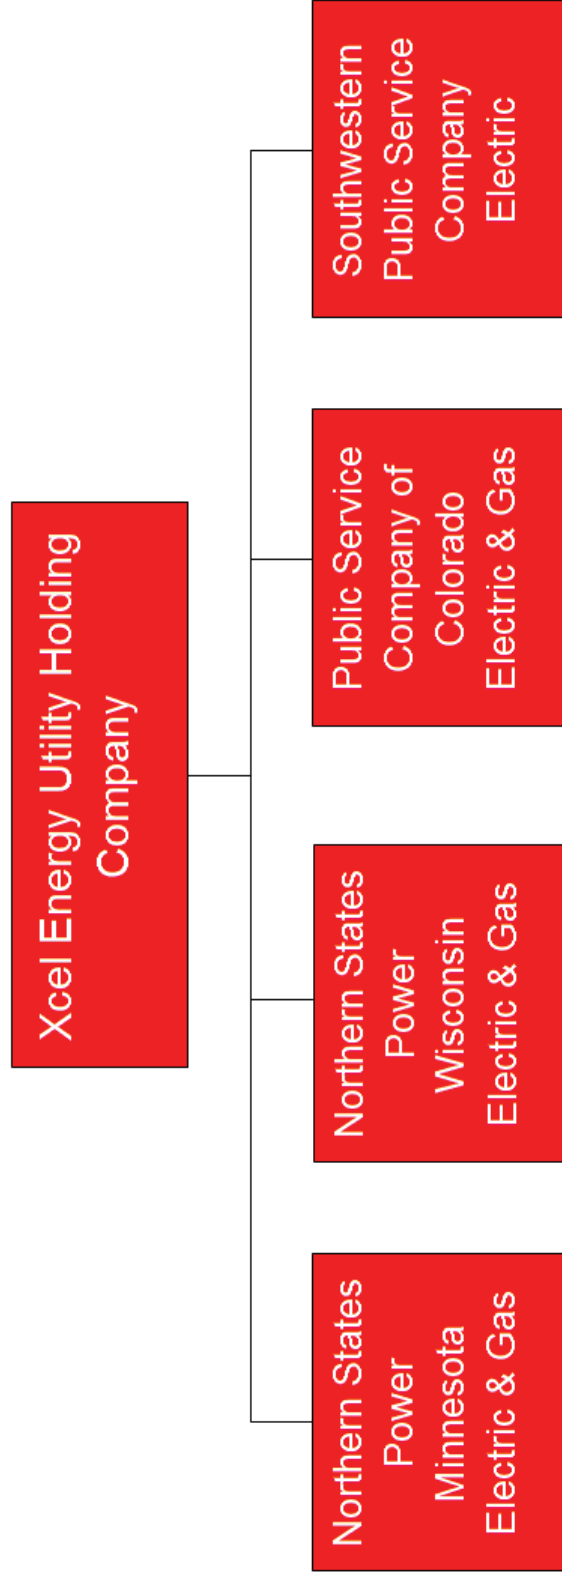 Xcel Energy Utility Holding
Company
Northern States
Power
Minnesota
Electric & Gas
Northern States
Power
Wisconsin
Electric & Gas
Public Service
Company of
Colorado
Electric & Gas
Southwestern
Public Service
Company
Electric